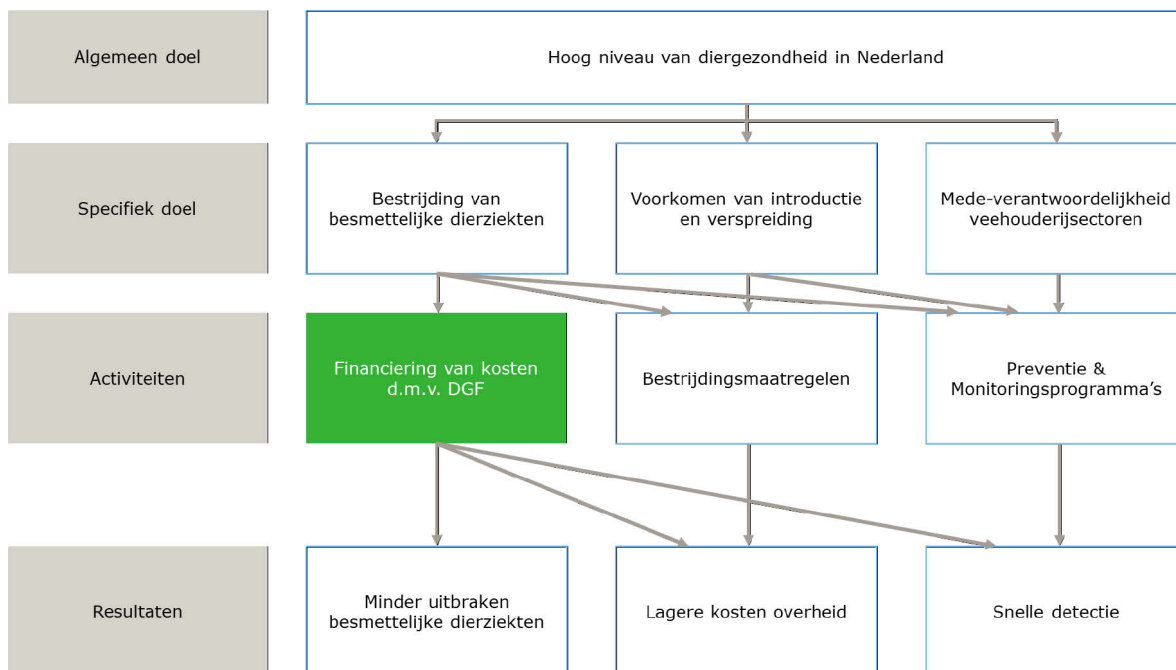 Algemeen doel
Hoog niveau van diergezondheid in Nederland
Specifiek doel
Bestrijding van
besmettelijke dierziekten
Voorkomen van introductie
en verspreiding
Mede-verantwoordelijkheid
veehouderijsectoren
Activiteiten
Financiering van kosten
d.m.v. DGF
Bestrijdingsmaatregelen
Preventie &
Monitoringsprogramma’s
Resultaten
Minder uitbraken
besmettelijke dierziekten
Lagere kosten overheid
Snelle detectie